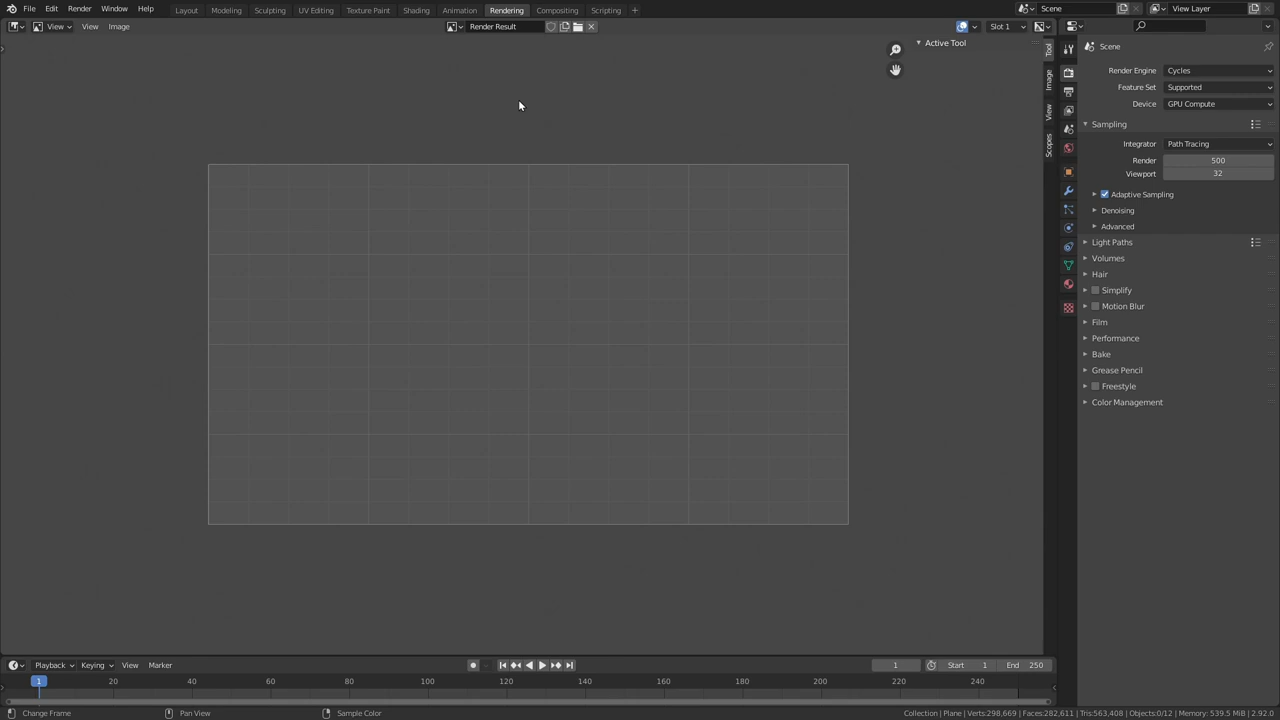 File Edit Render Window Help Layout Modeling Sculpting UV Editing Texture Paint Shading Animation Rendering Compositing Scripting + Scene View Layer
View View Image Render Result Slot 1
Active Tool
Tool
Image
View
Scopes
Scene
Render Engine Cycles
Feature Set Supported
Device GPU Compute
Sampling
Integrator Path Tracing
Render 500
Viewport 32
Adaptive Sampling
Denoising
Advanced
Light Paths
Volumes
Hair
Simplify
Motion Blur
Film
Performance
Bake
Grease Pencil
Freestyle
Color Management
Playback Keying View Marker 1 Start 1 End 250
1 20 40 60 80 100 120 140 160 180 200 220 240
Change Frame Pan View Sample Color Collection | Plane | Verts:298,669 | Faces:282,611 | Tris:563,408 | Objects:0/12 | Memory: 539.5 MiB | 2.92.0